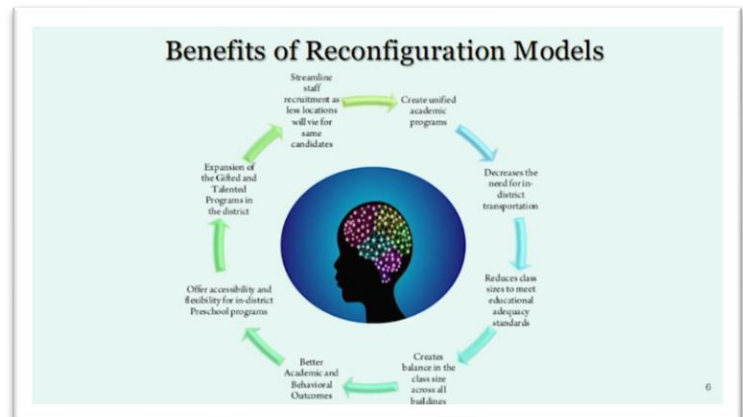 Benefits of Reconfiguration Models
Streamline
staff
recruitment as
less locations
will vie for
same
candidates
Create unified
academic
programs
Decreases the
need for in-
district
transportation
Reduces class
sizes to meet
educational
adequacy
standards
Creates
balance in the
class size
across all
buildings
Better
Academic and
Behavioral
Outcomes
Offer accessibility and
flexibility for in-district
Preschool programs
Expansion of
the Gifted and
Talented
Programs in
the district
6